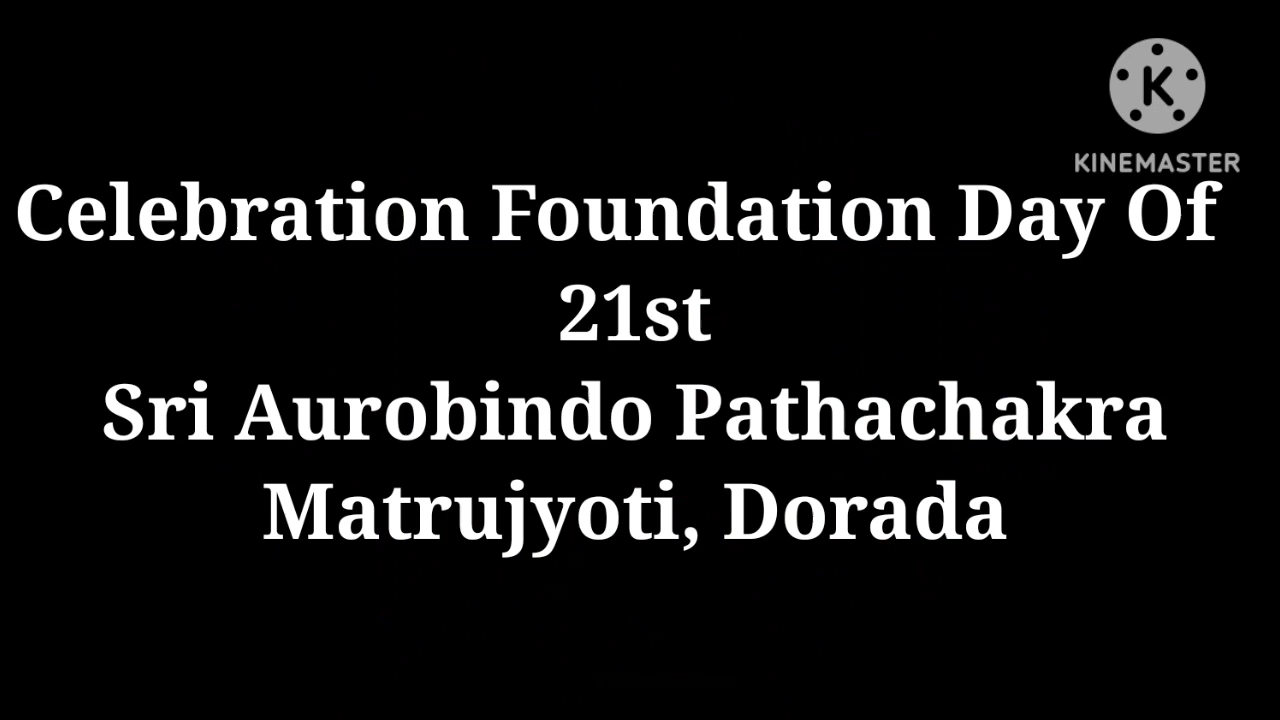 K
KINEMASTER
Celebration Foundation Day Of
21st
Sri Aurobindo Pathachakra
Matrujyoti, Dorada